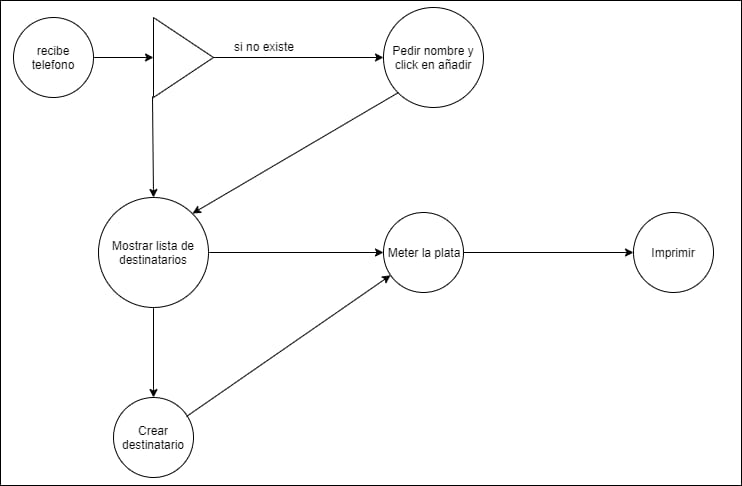 recibe
telefono
si no existe
Pedir nombre y
click en añadir
Mostrar lista de
destinatarios
Meter la plata
Imprimir
Crear
destinatario